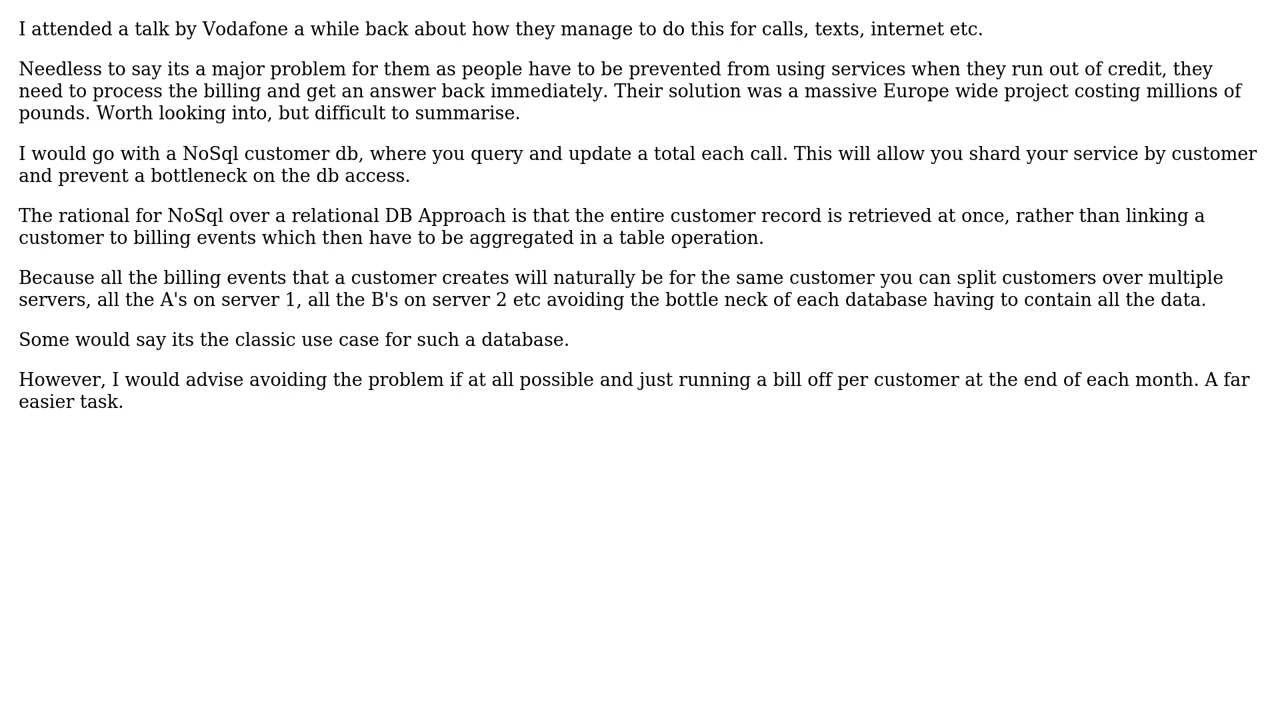 I attended a talk by Vodafone a while back about how they manage to do this for calls, texts, internet etc.
Needless to say its a major problem for them as people have to be prevented from using services when they run out of credit, they
need to process the billing and get an answer back immediately. Their solution was a massive Europe wide project costing millions of
pounds. Worth looking into, but difficult to summarise.
I would go with a NoSql customer db, where you query and update a total each call. This will allow you shard your service by customer
and prevent a bottleneck on the db access.
The rational for NoSql over a relational DB Approach is that the entire customer record is retrieved at once, rather than linking a
customer to billing events which then have to be aggregated in a table operation.
Because all the billing events that a customer creates will naturally be for the same customer you can split customers over multiple
servers, all the A's on server 1, all the B's on server 2 etc avoiding the bottle neck of each database having to contain all the data.
Some would say its the classic use case for such a database.
However, I would advise avoiding the problem if at all possible and just running a bill off per customer at the end of each month. A far
easier task.